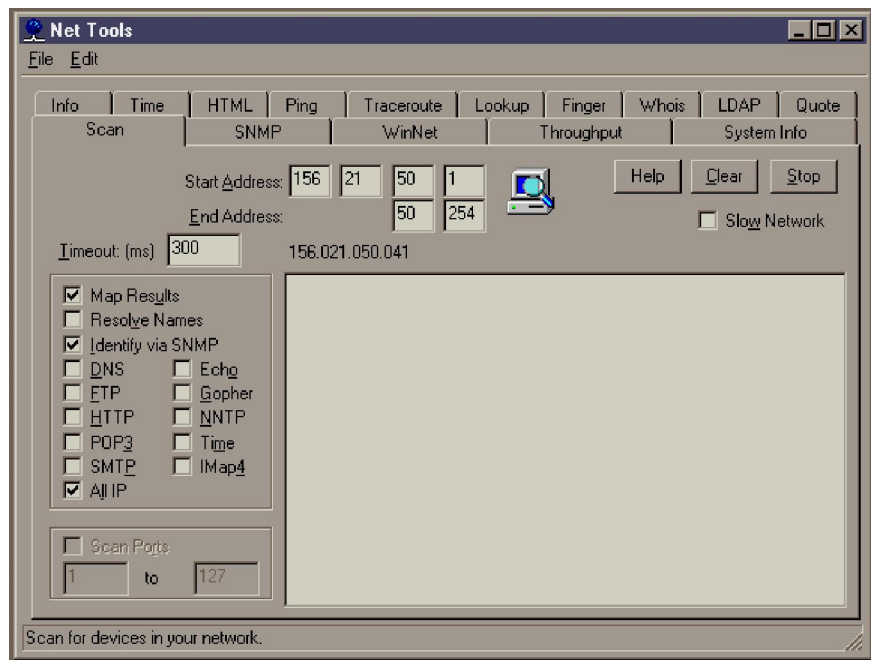 Net Tools
File Edit
Info Time HTML Ping Traceroute Lookup Finger Whois LDAP Quote
Scan SNMP WinNet Throughput System Info
Start Address: 156 21 50 1 Help Clear Stop
End Address: 50 254 Slow Network
Timeout: (ms) 300 156.021.050.041
Map Results
Resolve Names
Identify via SNMP
DNS Echo
FTP Gopher
HTTP NNTP
POP3 Time
SMTP IMap4
All IP
Scan Ports
1 to 127
Scan for devices in your network.